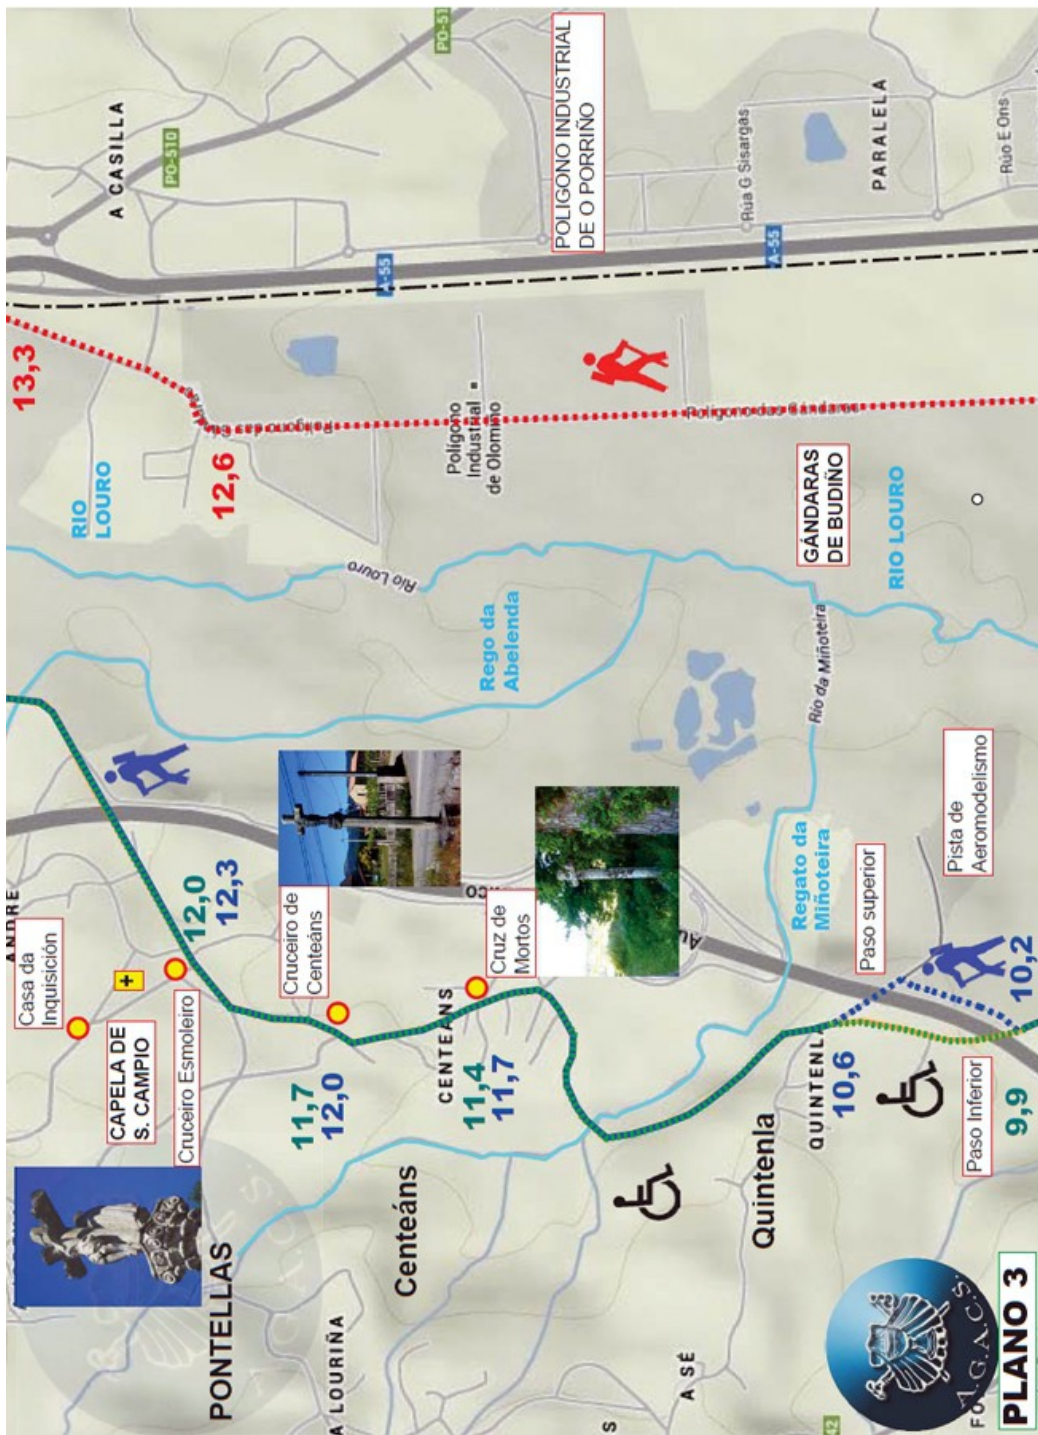 PO-510
A CASILLA
PO-510
POLIGONO INDUSTRIAL
DE O PORRIÑO
Rúa G Sisargas
PARALELA
Rúo E Ons
A-55
A-55
13,3
12,6
Polígono
Industrial
de Olomino
Polígono das Gándaras
RIO
LOURO
Río Louro
GÁNDARAS
DE BUDIÑO
RIO LOURO
Rego da
Abelenda
Río da Miñoteira
Regato da
Miñoteira
Pista de
Aeromodelismo
Paso superior
Casa da
Inquisición
CAPELA DE
S. CAMPIO
Cruceiro Esmoleiro
12,0
12,3
Cruceiro de
Centeáns
Cruz de
Mortos
CENTEÁNS
11,7
12,0
11,4
11,7
QUINTENLA
10,6
10,2
Paso Inferior
9,9
PONTELLAS
Centeáns
Quintenla
A LOURIÑA
A SÉ
S
42
A.G.A.C.S.
PLANO 3